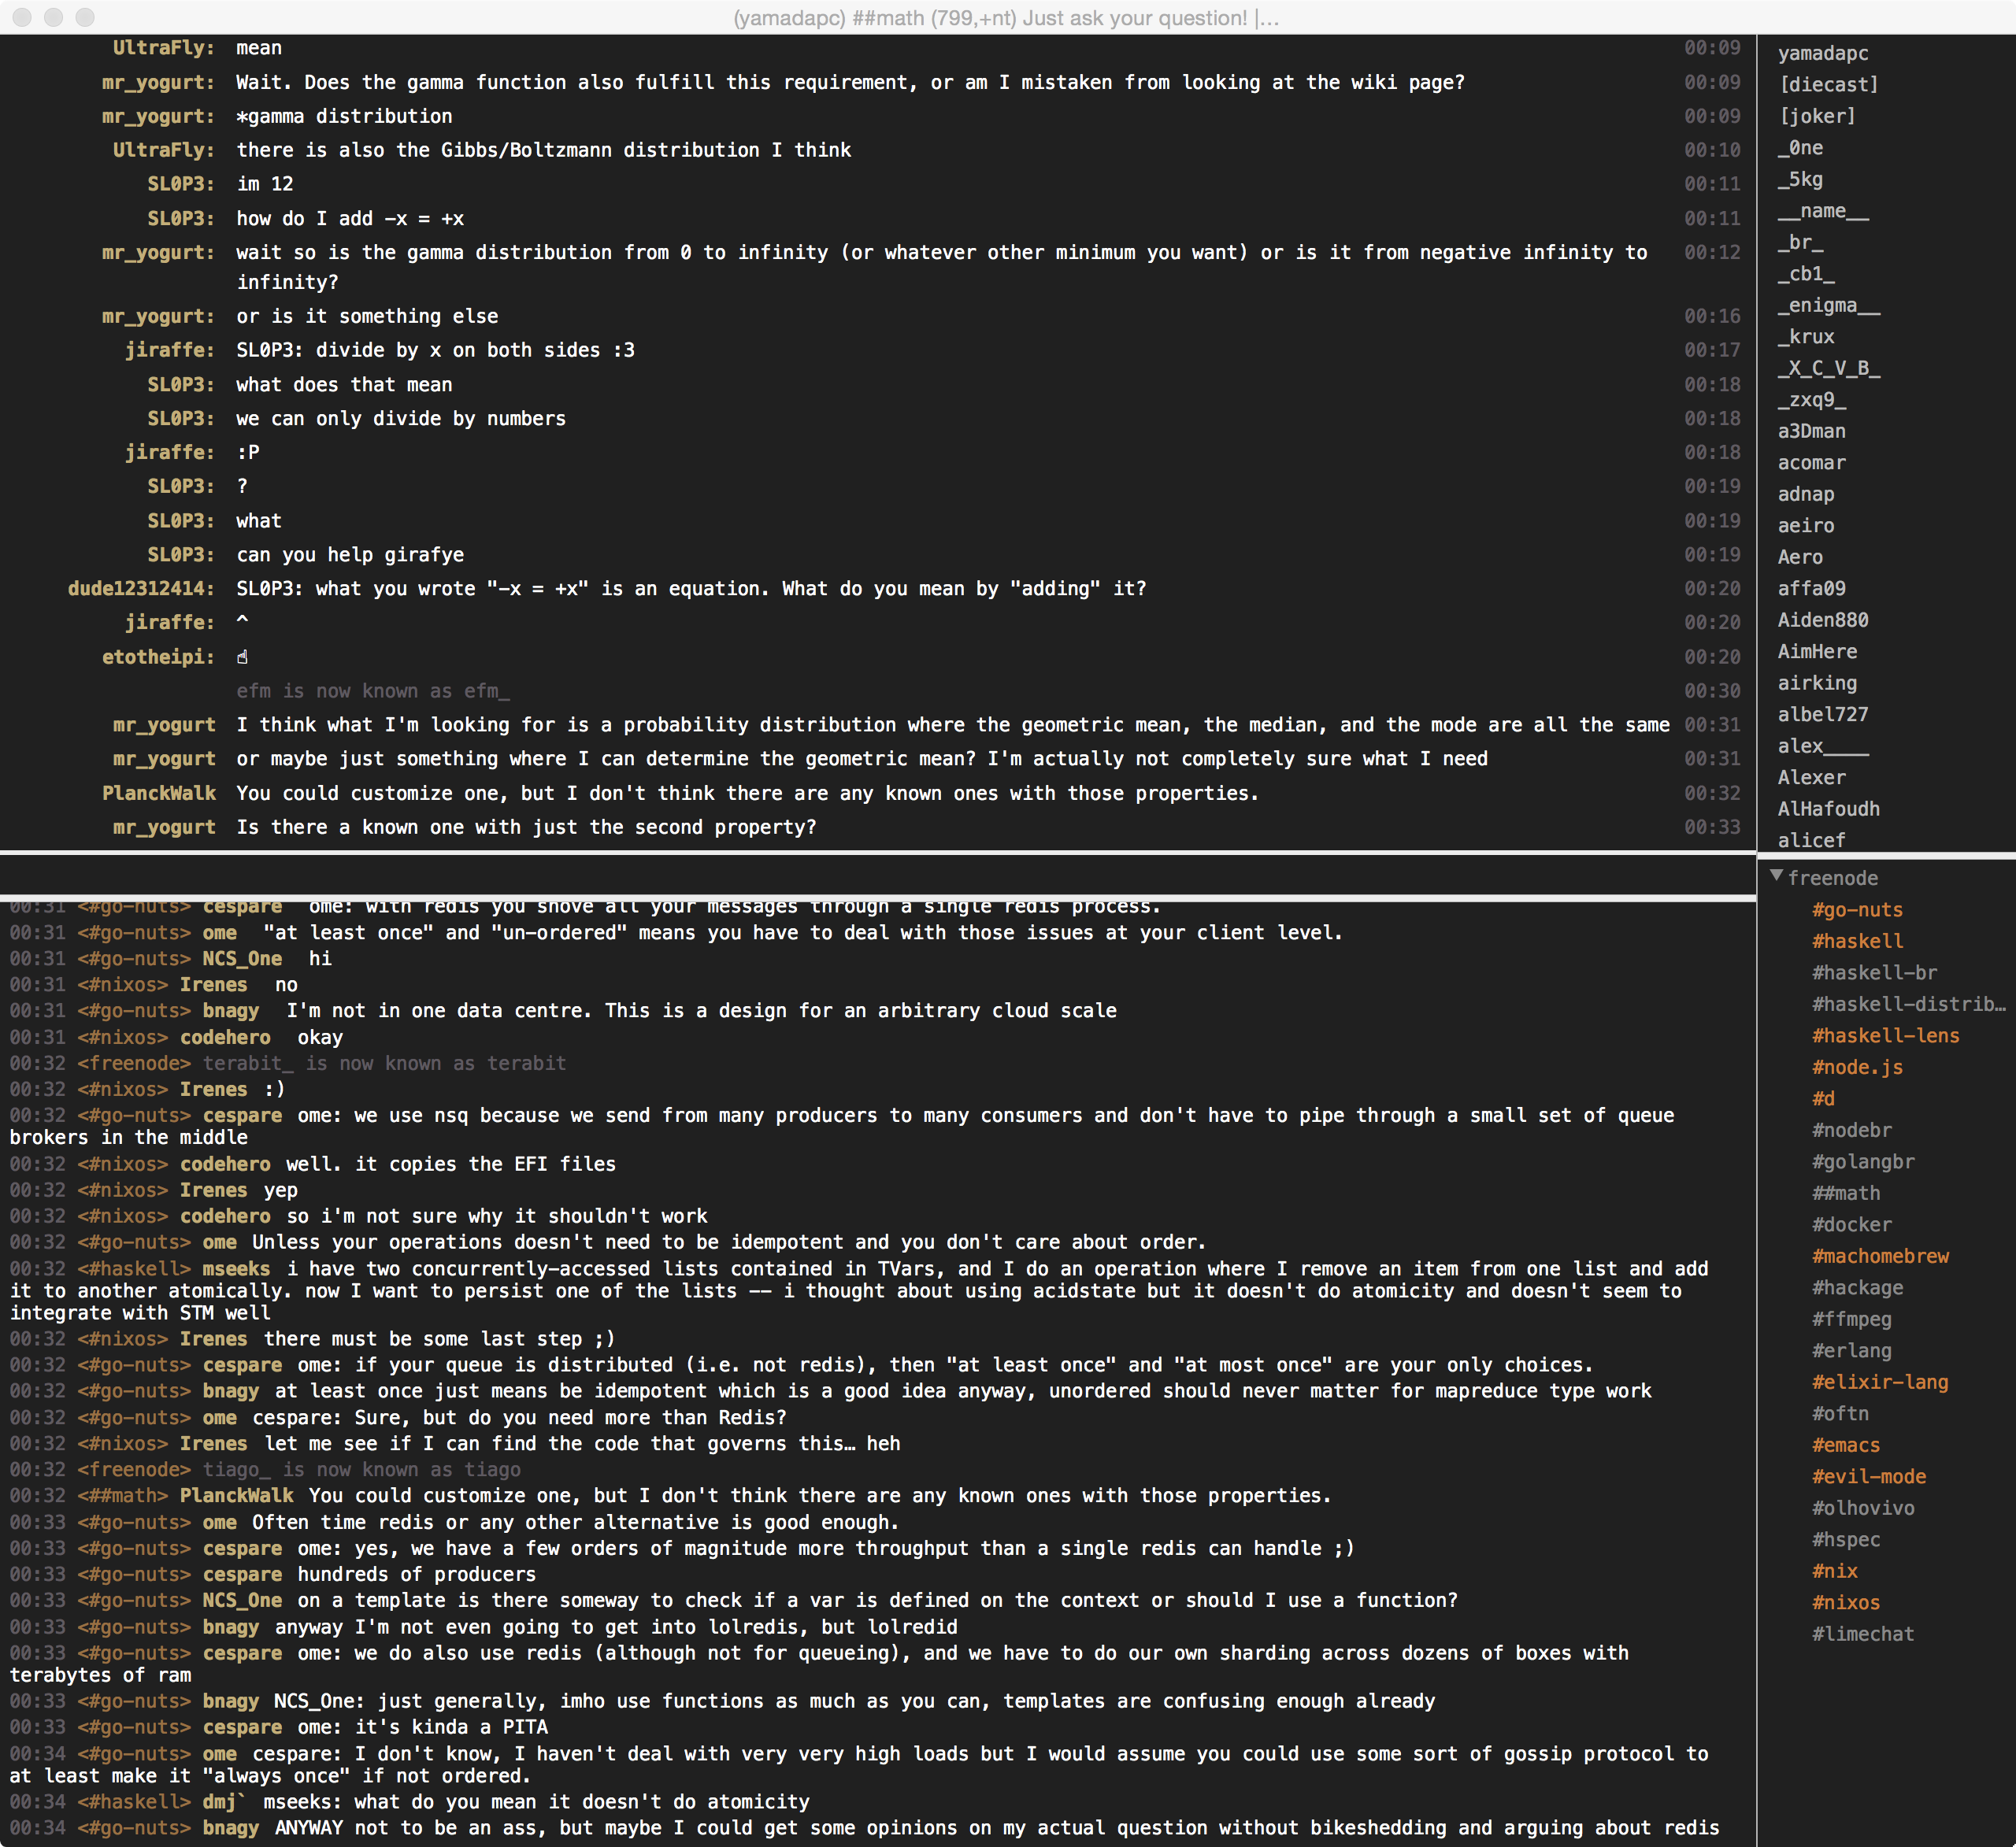 (yamadapc) ##math (799,+nt) Just ask your question! |…
UltraFly: mean 00:09
mr_yogurt: Wait. Does the gamma function also fulfill this requirement, or am I mistaken from looking at the wiki page? 00:09
mr_yogurt: *gamma distribution 00:09
UltraFly: there is also the Gibbs/Boltzmann distribution I think 00:10
SL0P3: im 12 00:11
SL0P3: how do I add -x = +x 00:11
mr_yogurt: wait so is the gamma distribution from 0 to infinity (or whatever other minimum you want) or is it from negative infinity to 00:12
infinity?
mr_yogurt: or is it something else 00:16
jiraffe: SL0P3: divide by x on both sides :3 00:17
SL0P3: what does that mean 00:18
SL0P3: we can only divide by numbers 00:18
jiraffe: :P 00:18
SL0P3: ? 00:19
SL0P3: what 00:19
SL0P3: can you help girafye 00:19
dude12312414: SL0P3: what you wrote "-x = +x" is an equation. What do you mean by "adding" it? 00:20
jiraffe: ^ 00:20
etotheipi: ☝ 00:20
efm is now known as efm_ 00:30
mr_yogurt I think what I'm looking for is a probability distribution where the geometric mean, the median, and the mode are all the same 00:31
mr_yogurt or maybe just something where I can determine the geometric mean? I'm actually not completely sure what I need 00:31
PlanckWalk You could customize one, but I don't think there are any known ones with those properties. 00:32
mr_yogurt Is there a known one with just the second property? 00:33
yamadapc
[diecast]
[joker]
_0ne
_5kg
__name__
_br_
_cb1_
_enigma__
_krux
_X_C_V_B_
_zxq9_
a3Dman
acomar
adnap
aeiro
Aero
affa09
Aiden880
AimHere
airking
albel727
alex____
Alexer
AlHafoudh
alicef
00:31 <#go-nuts> cespare ome: with redis you shove all your messages through a single redis process.
00:31 <#go-nuts> ome "at least once" and "un-ordered" means you have to deal with those issues at your client level.
00:31 <#go-nuts> NCS_One hi
00:31 <#nixos> Irenes no
00:31 <#go-nuts> bnagy I'm not in one data centre. This is a design for an arbitrary cloud scale
00:31 <#nixos> codehero okay
00:32 <freenode> terabit_ is now known as terabit
00:32 <#nixos> Irenes :)
00:32 <#go-nuts> cespare ome: we use nsq because we send from many producers to many consumers and don't have to pipe through a small set of queue
brokers in the middle
00:32 <#nixos> codehero well. it copies the EFI files
00:32 <#nixos> Irenes yep
00:32 <#nixos> codehero so i'm not sure why it shouldn't work
00:32 <#go-nuts> ome Unless your operations doesn't need to be idempotent and you don't care about order.
00:32 <#haskell> mseeks i have two concurrently-accessed lists contained in TVars, and I do an operation where I remove an item from one list and add
it to another atomically. now I want to persist one of the lists -- i thought about using acidstate but it doesn't do atomicity and doesn't seem to
integrate with STM well
00:32 <#nixos> Irenes there must be some last step ;)
00:32 <#go-nuts> cespare ome: if your queue is distributed (i.e. not redis), then "at least once" and "at most once" are your only choices.
00:32 <#go-nuts> bnagy at least once just means be idempotent which is a good idea anyway, unordered should never matter for mapreduce type work
00:32 <#go-nuts> ome cespare: Sure, but do you need more than Redis?
00:32 <#nixos> Irenes let me see if I can find the code that governs this… heh
00:32 <freenode> tiago_ is now known as tiago
00:32 <##math> PlanckWalk You could customize one, but I don't think there are any known ones with those properties.
00:33 <#go-nuts> ome Often time redis or any other alternative is good enough.
00:33 <#go-nuts> cespare ome: yes, we have a few orders of magnitude more throughput than a single redis can handle ;)
00:33 <#go-nuts> cespare hundreds of producers
00:33 <#go-nuts> NCS_One on a template is there someway to check if a var is defined on the context or should I use a function?
00:33 <#go-nuts> bnagy anyway I'm not even going to get into lolredis, but lolredid
00:33 <#go-nuts> cespare ome: we do also use redis (although not for queueing), and we have to do our own sharding across dozens of boxes with
terabytes of ram
00:33 <#go-nuts> bnagy NCS_One: just generally, imho use functions as much as you can, templates are confusing enough already
00:33 <#go-nuts> cespare ome: it's kinda a PITA
00:34 <#go-nuts> ome cespare: I don't know, I haven't deal with very very high loads but I would assume you could use some sort of gossip protocol to
at least make it "always once" if not ordered.
00:34 <#haskell> dmj` mseeks: what do you mean it doesn't do atomicity
00:34 <#go-nuts> bnagy ANYWAY not to be an ass, but maybe I could get some opinions on my actual question without bikeshedding and arguing about redis
freenode
#go-nuts
#haskell
#haskell-br
#haskell-distrib…
#haskell-lens
#node.js
#d
#nodebr
#golangbr
##math
#docker
#machomebrew
#hackage
#ffmpeg
#erlang
#elixir-lang
#oftn
#emacs
#evil-mode
#olhovivo
#hspec
#nix
#nixos
#limechat